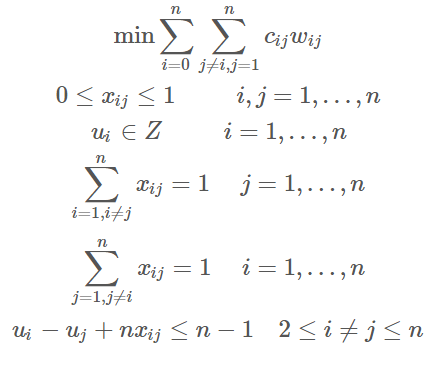 min ∑_{i=0}^{n} ∑_{j≠i,j=1}^{n} c_{ij}w_{ij}
0 ≤ x_{ij} ≤ 1 i, j = 1, . . . , n
u_i ∈ Z i = 1, . . . , n
∑_{i=1,i≠j}^{n} x_{ij} = 1 j = 1, . . . , n
∑_{j=1,j≠i}^{n} x_{ij} = 1 i = 1, . . . , n
u_i − u_j + nx_{ij} ≤ n − 1 2 ≤ i ≠ j ≤ n